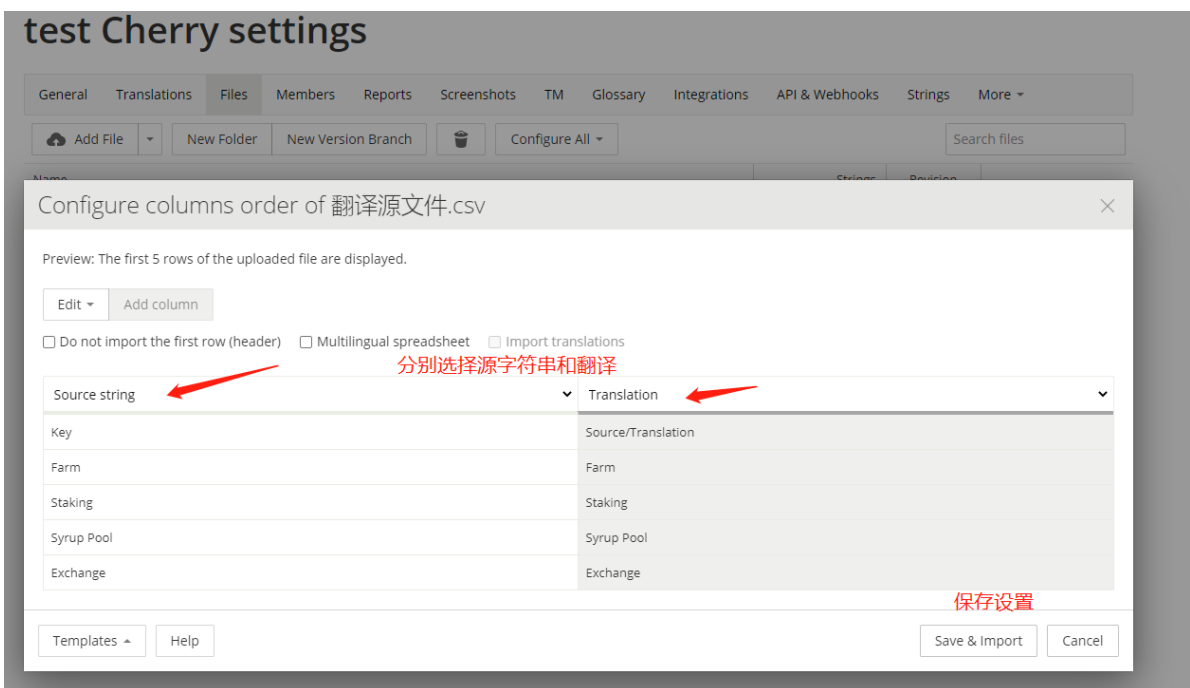 test Cherry settings
General Translations Files Members Reports Screenshots TM Glossary Integrations API & Webhooks Strings More
Add File New Folder New Version Branch Configure All Search files
Name Strings Revision
Configure columns order of 翻译源文件.csv
Preview: The first 5 rows of the uploaded file are displayed.
Edit Add column
Do not import the first row (header) Multilingual spreadsheet Import translations
分别选择源字符串和翻译
Source string Translation
Key Source/Translation
Farm Farm
Staking Staking
Syrup Pool Syrup Pool
Exchange Exchange
保存设置
Templates Help Save & Import Cancel